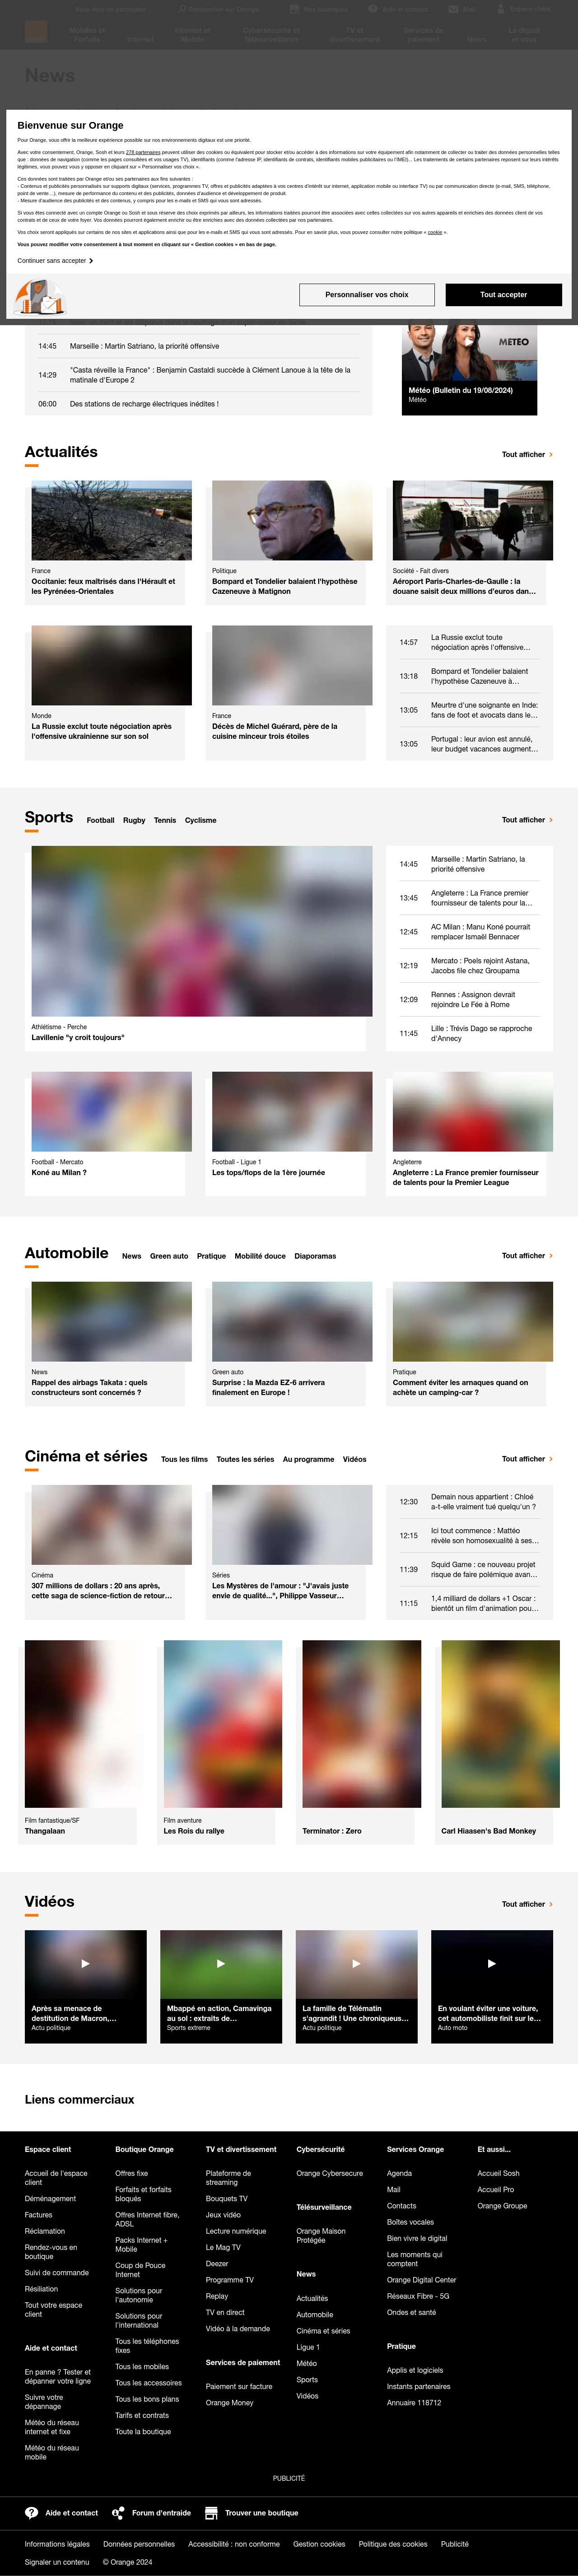 News
Bienvenue sur Orange
Pour Orange, vous offrir la meilleure expérience possible sur nos environnements digitaux est une priorité.
Avec votre consentement, Orange, Sosh et leurs 278 partenaires peuvent utiliser des cookies ou équivalent pour stocker et/ou accéder à des informations sur votre équipement afin notamment de collecter ou traiter des données personnelles telles
que : données de navigation (comme les pages consultées et vos usages TV), identifiants (comme l'adresse IP, identifiants de contrats, identifiants mobiles publicitaires ou l'IMEI)... Les traitements de certains partenaires reposent sur leurs intérêts
légitimes, vous pouvez vous y opposer en cliquant sur « Personnaliser vos choix ».
Ces données sont traitées par Orange et/ou ses partenaires aux fins suivantes :
- Contenus et publicités personnalisés sur supports digitaux (services, programmes TV, offres et publicités adaptés à vos centres d'intérêt sur internet, application mobile ou interface TV) ou par communication directe (e-mail, SMS, téléphone,
point de vente...), mesure de performance du contenu et des publicités, données d'audience et développement de produit.
- Mesure d'audience des publicités et des contenus, y compris pour les e-mails et SMS qui vous sont adressés.
Si vous êtes connecté avec un compte Orange ou Sosh et sous réserve des choix exprimés par ailleurs, les informations traitées pourront être associées avec celles collectées sur vos autres appareils et enrichies des données client de vos
contrats et de ceux de votre foyer. Vos données pourront également être enrichie ou être enrichies avec des données collectées par nos partenaires.
Vos choix seront appliqués sur certains de nos sites et applications ainsi que pour les e-mails et SMS qui vous sont adressés. Pour en savoir plus, vous pouvez consulter notre politique « cookie ».
Vous pouvez modifier votre consentement à tout moment en cliquant sur « Gestion cookies » en bas de page.
Continuer sans accepter
Personnaliser vos choix
Tout accepter
14:45 Marseille : Martin Satriano, la priorité offensive
14:29 "Casta réveille la France" : Benjamin Castaldi succède à Clément Lanoue à la tête de la
matinale d'Europe 2
06:00 Des stations de recharge électriques inédites !
METEO
Météo (Bulletin du 19/08/2024)
Météo
Actualités
Tout afficher
France
Occitanie: feux maîtrisés dans l'Hérault et
les Pyrénées-Orientales
Politique
Bompard et Tondelier balaient l'hypothèse
Cazeneuve à Matignon
Société - Fait divers
Aéroport Paris-Charles-de-Gaulle : la
douane saisit deux millions d'euros dan…
Monde
La Russie exclut toute négociation après
l'offensive ukrainienne sur son sol
France
Décès de Michel Guérard, père de la
cuisine minceur trois étoiles
14:57 La Russie exclut toute
négociation après l'offensive…
13:18 Bompard et Tondelier balaient
l'hypothèse Cazeneuve à…
13:05 Meurtre d'une soignante en Inde:
fans de foot et avocats dans le…
13:05 Portugal : leur avion est annulé,
leur budget vacances augment…
Sports
Football Rugby Tennis Cyclisme
Tout afficher
Athlétisme - Perche
Lavillenie "y croit toujours"
14:45 Marseille : Martin Satriano, la
priorité offensive
13:45 Angleterre : La France premier
fournisseur de talents pour la…
12:45 AC Milan : Manu Koné pourrait
remplacer Ismaël Bennacer
12:19 Mercato : Poels rejoint Astana,
Jacobs file chez Groupama
12:09 Rennes : Assignon devrait
rejoindre Le Fée à Rome
11:45 Lille : Trévis Dago se rapproche
d'Annecy
Football - Mercato
Koné au Milan ?
Football - Ligue 1
Les tops/flops de la 1ère journée
Angleterre
Angleterre : La France premier fournisseur
de talents pour la Premier League
Automobile
News Green auto Pratique Mobilité douce Diaporamas
Tout afficher
News
Rappel des airbags Takata : quels
constructeurs sont concernés ?
Green auto
Surprise : la Mazda EZ-6 arrivera
finalement en Europe !
Pratique
Comment éviter les arnaques quand on
achète un camping-car ?
Cinéma et séries
Tous les films Toutes les séries Au programme Vidéos
Tout afficher
Cinéma
307 millions de dollars : 20 ans après,
cette saga de science-fiction de retour…
Séries
Les Mystères de l'amour : "J'avais juste
envie de qualité...", Philippe Vasseur…
12:30 Demain nous appartient : Chloé
a-t-elle vraiment tué quelqu'un ?
12:15 Ici tout commence : Mattéo
révèle son homosexualité à ses…
11:39 Squid Game : ce nouveau projet
risque de faire polémique avan…
11:15 1,4 milliard de dollars +1 Oscar :
bientôt un film d'animation pou…
Film fantastique/SF
Thangalaan
Film aventure
Les Rois du rallye
Terminator : Zero
Carl Hiaasen's Bad Monkey
Vidéos
Tout afficher
Après sa menace de
destitution de Macron,…
Actu politique
Mbappé en action, Camavinga
au sol : extraits de…
Sports extreme
La famille de Télématin
s'agrandit ! Une chroniqueus…
Actu politique
En voulant éviter une voiture,
cet automobiliste finit sur le…
Auto moto
Liens commerciaux
Espace client
Accueil de l'espace
client
Déménagement
Factures
Réclamation
Rendez-vous en
boutique
Suivi de commande
Résiliation
Tout votre espace
client
Aide et contact
En panne ? Tester et
dépanner votre ligne
Suivre votre
dépannage
Météo du réseau
internet et fixe
Météo du réseau
mobile
Boutique Orange
Offres fixe
Forfaits et forfaits
bloqués
Offres Internet fibre,
ADSL
Packs Internet +
Mobile
Coup de Pouce
Internet
Solutions pour
l'autonomie
Solutions pour
l'international
Tous les téléphones
fixes
Tous les mobiles
Tous les accessoires
Tous les bons plans
Tarifs et contrats
Toute la boutique
TV et divertissement
Plateforme de
streaming
Bouquets TV
Jeux vidéo
Lecture numérique
Le Mag TV
Deezer
Programme TV
Replay
TV en direct
Vidéo à la demande
Services de paiement
Paiement sur facture
Orange Money
Cybersécurité
Orange Cybersecure
Télésurveillance
Orange Maison
Protégée
News
Actualités
Automobile
Cinéma et séries
Ligue 1
Météo
Sports
Vidéos
Services Orange
Agenda
Mail
Contacts
Boîtes vocales
Bien vivre le digital
Les moments qui
comptent
Orange Digital Center
Réseaux Fibre - 5G
Ondes et santé
Pratique
Applis et logiciels
Instants partenaires
Annuaire 118712
Et aussi...
Accueil Sosh
Accueil Pro
Orange Groupe
PUBLICITÉ
Aide et contact Forum d'entraide Trouver une boutique
Informations légales Données personnelles Accessibilité : non conforme Gestion cookies Politique des cookies Publicité
Signaler un contenu © Orange 2024